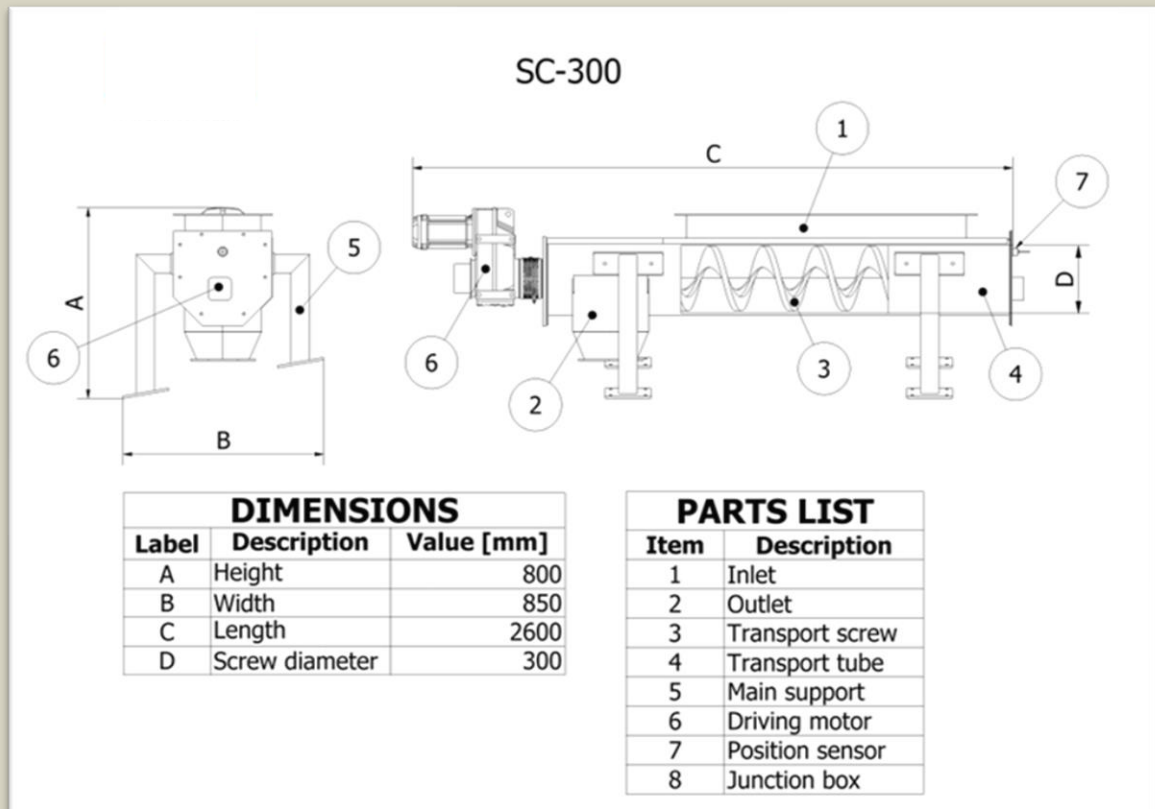 SC-300
1
C
7
5
A
D
6
6
3
4
2
B
DIMENSIONS
Label Description Value [mm]
A Height 800
B Width 850
C Length 2600
D Screw diameter 300
PARTS LIST
Item Description
1 Inlet
2 Outlet
3 Transport screw
4 Transport tube
5 Main support
6 Driving motor
7 Position sensor
8 Junction box